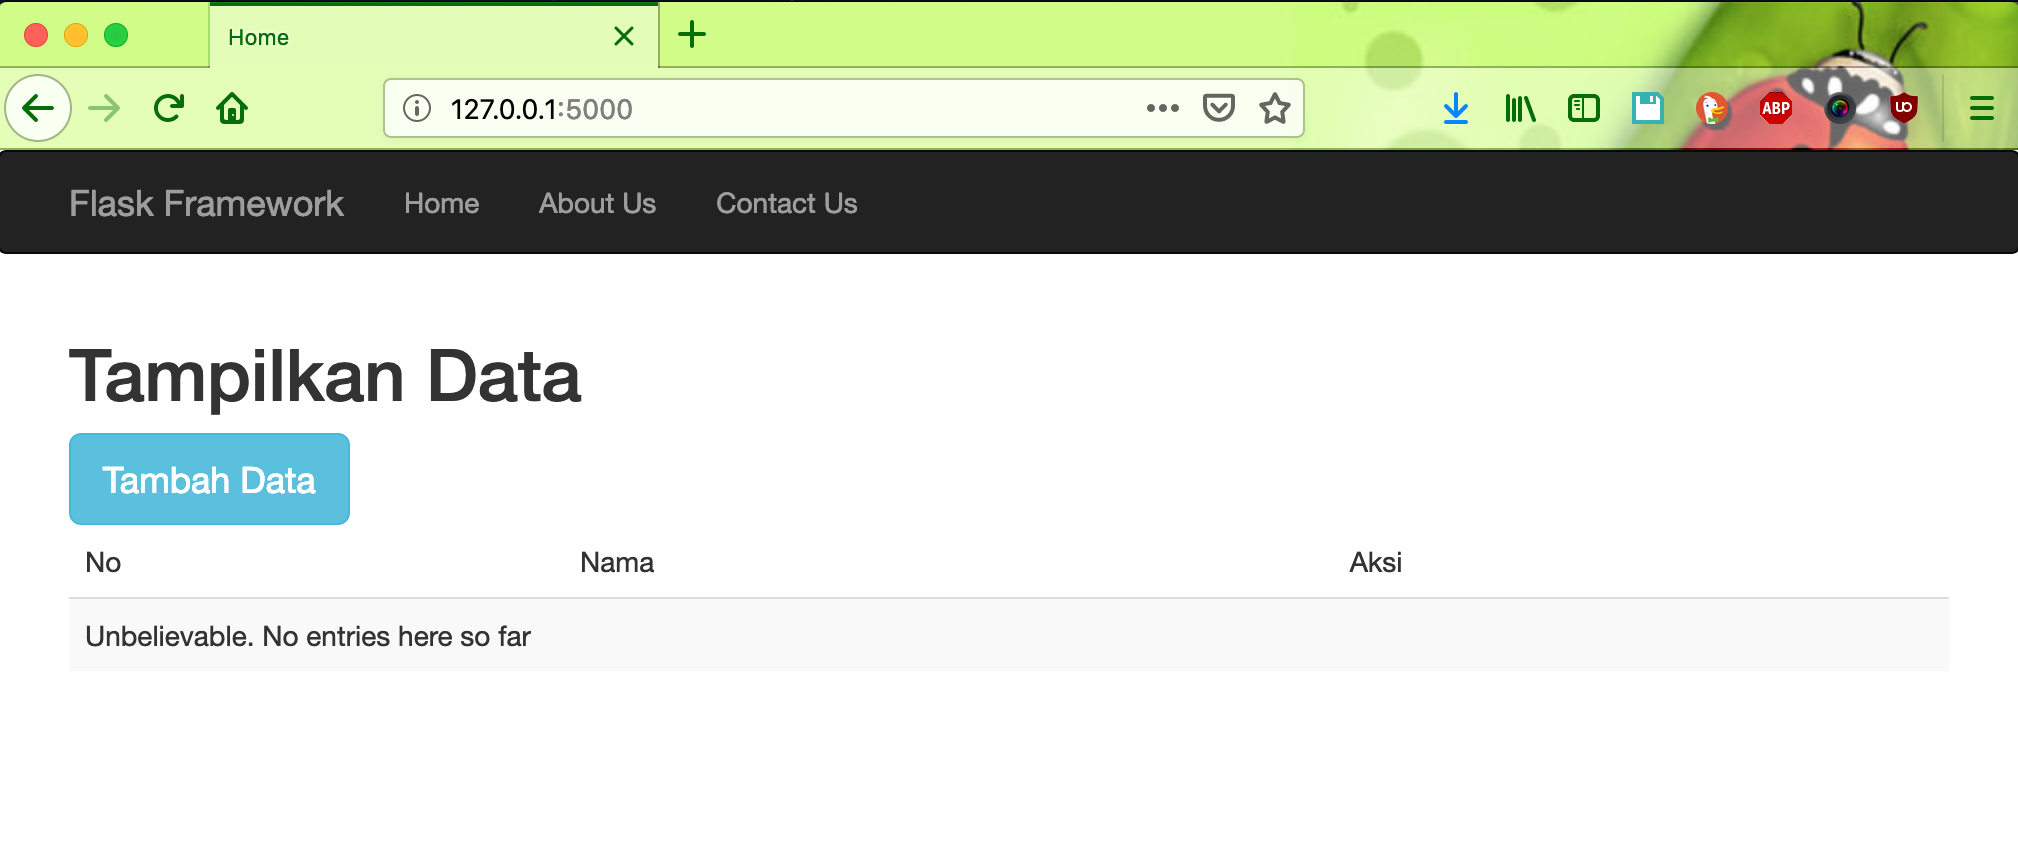 Home
127.0.0.1:5000
ABP
UO
Flask Framework Home About Us Contact Us
Tampilkan Data
Tambah Data
No Nama Aksi
Unbelievable. No entries here so far